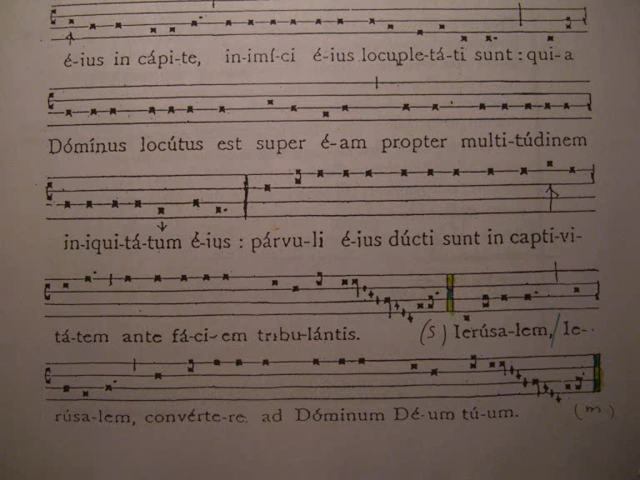 é-ius in cápi-te, in-imí-ci é-ius locuple-tá-ti sunt : qui-a
Dóminus locútus est super é-am propter multi-túdinem
in-iqui-tá-tum é-ius : párvu-li é-ius dúcti sunt in capti-vi-
tá-tem ante fá-ci-em tribu-lántis. (S) Ierúsa-lem, Ie-
rúsa-lem, convérte-re ad Dóminum Dé-um tú-um. (m)